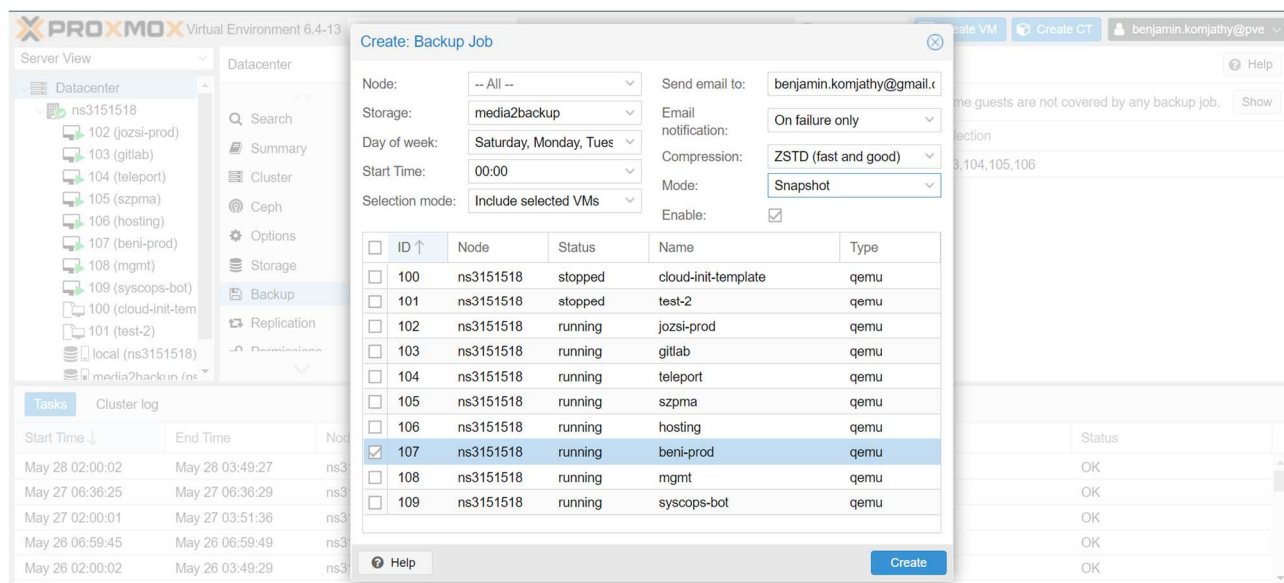 PROXMOX Virtual Environment 6.4-13
Create VM
Create CT
benjamin.komjathy@pve
Server View
Datacenter
ns3151518
102 (jozsi-prod)
103 (gitlab)
104 (teleport)
105 (szpma)
106 (hosting)
107 (beni-prod)
108 (mgmt)
109 (syscops-bot)
100 (cloud-init-tem
101 (test-2)
local (ns3151518)
media2backup (ns
Datacenter
Help
Search
Summary
Cluster
Ceph
Options
Storage
Backup
Replication
Permissions
me guests are not covered by any backup job.
Show
lection
3,104,105,106
Create: Backup Job
Node: -- All --
Storage: media2backup
Day of week: Saturday, Monday, Tues
Start Time: 00:00
Selection mode: Include selected VMs
Send email to: benjamin.komjathy@gmail.c
Email notification: On failure only
Compression: ZSTD (fast and good)
Mode: Snapshot
Enable:
ID Node Status Name Type
100 ns3151518 stopped cloud-init-template qemu
101 ns3151518 stopped test-2 qemu
102 ns3151518 running jozsi-prod qemu
103 ns3151518 running gitlab qemu
104 ns3151518 running teleport qemu
105 ns3151518 running szpma qemu
106 ns3151518 running hosting qemu
107 ns3151518 running beni-prod qemu
108 ns3151518 running mgmt qemu
109 ns3151518 running syscops-bot qemu
Help
Create
Tasks
Cluster log
Start Time End Time Nod Status
May 28 02:00:02 May 28 03:49:27 ns3 OK
May 27 06:36:25 May 27 06:36:29 ns3 OK
May 27 02:00:01 May 27 03:51:36 ns3 OK
May 26 06:59:45 May 26 06:59:49 ns3 OK
May 26 02:00:02 May 26 03:49:29 ns3 OK